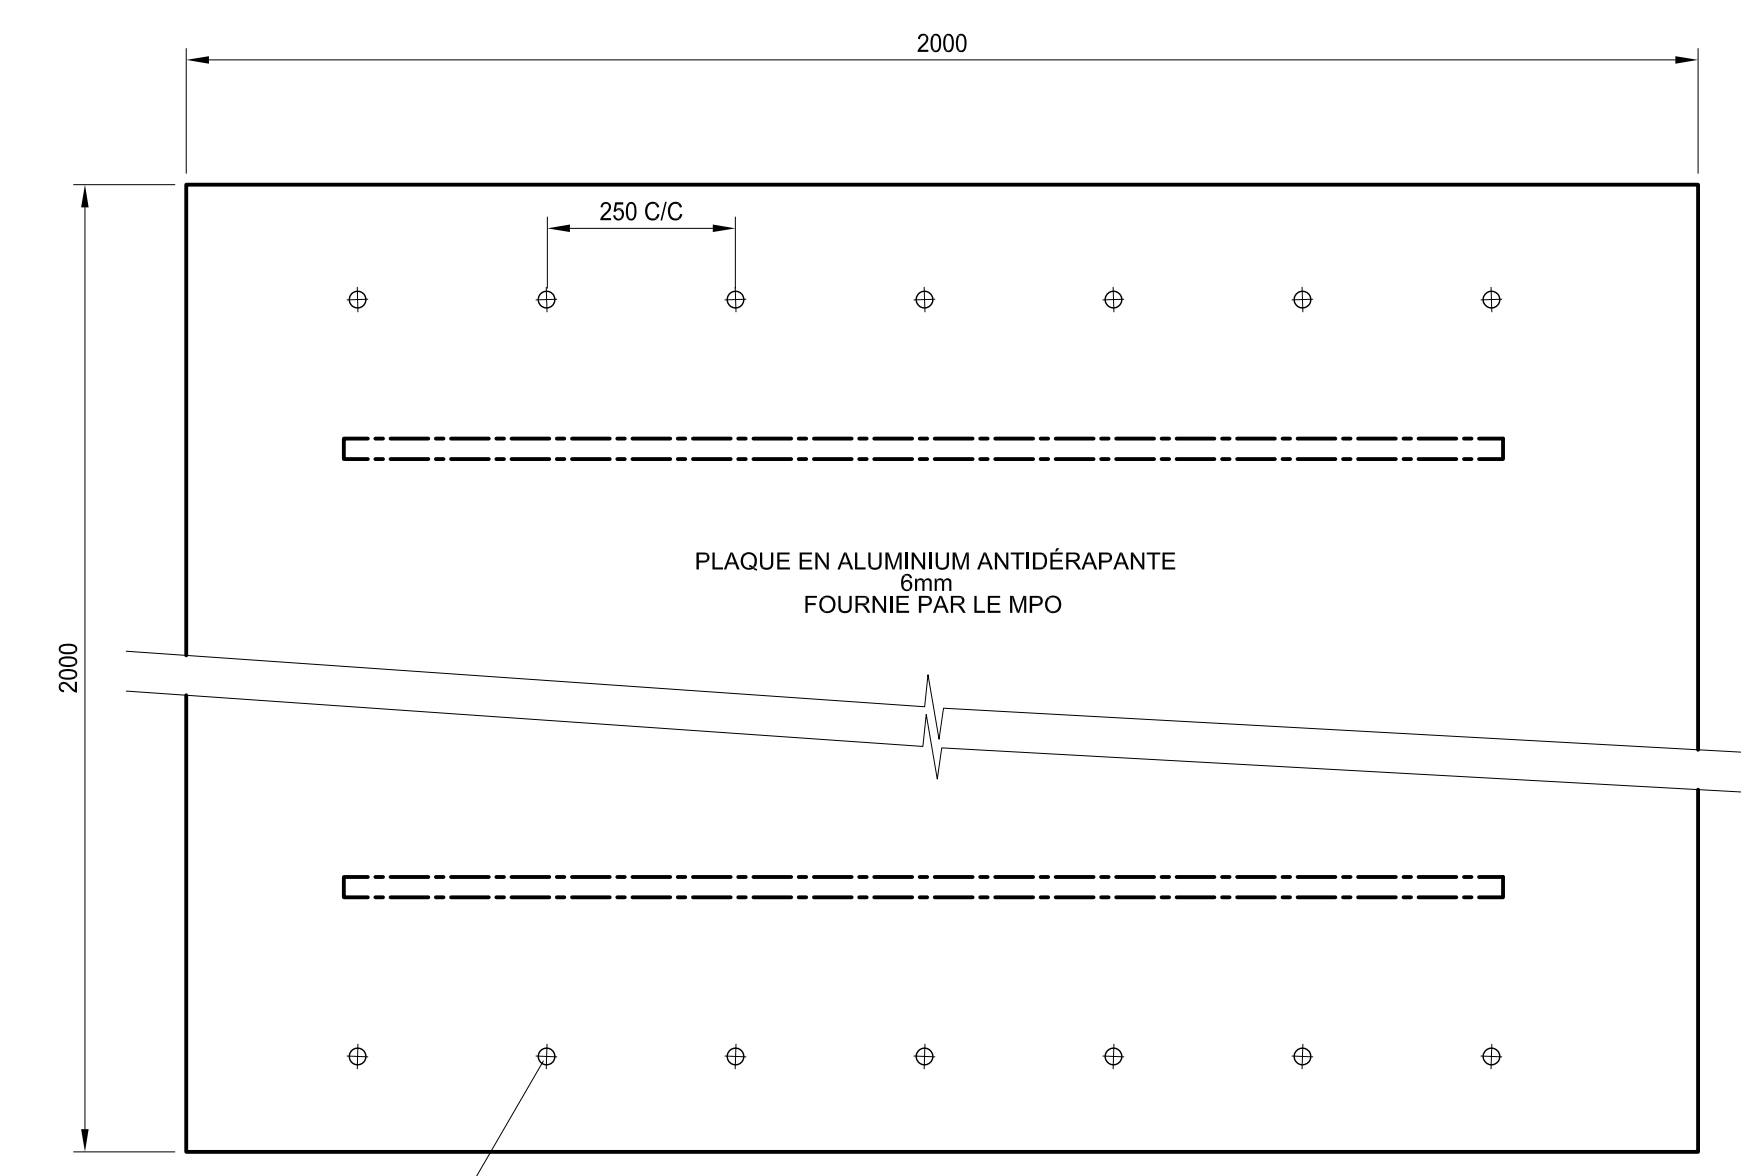 2000
250 C/C
PLAQUE EN ALUMINIUM ANTIDÉRAPANTE
6mm
FOURNIE PAR LE MPO
2000